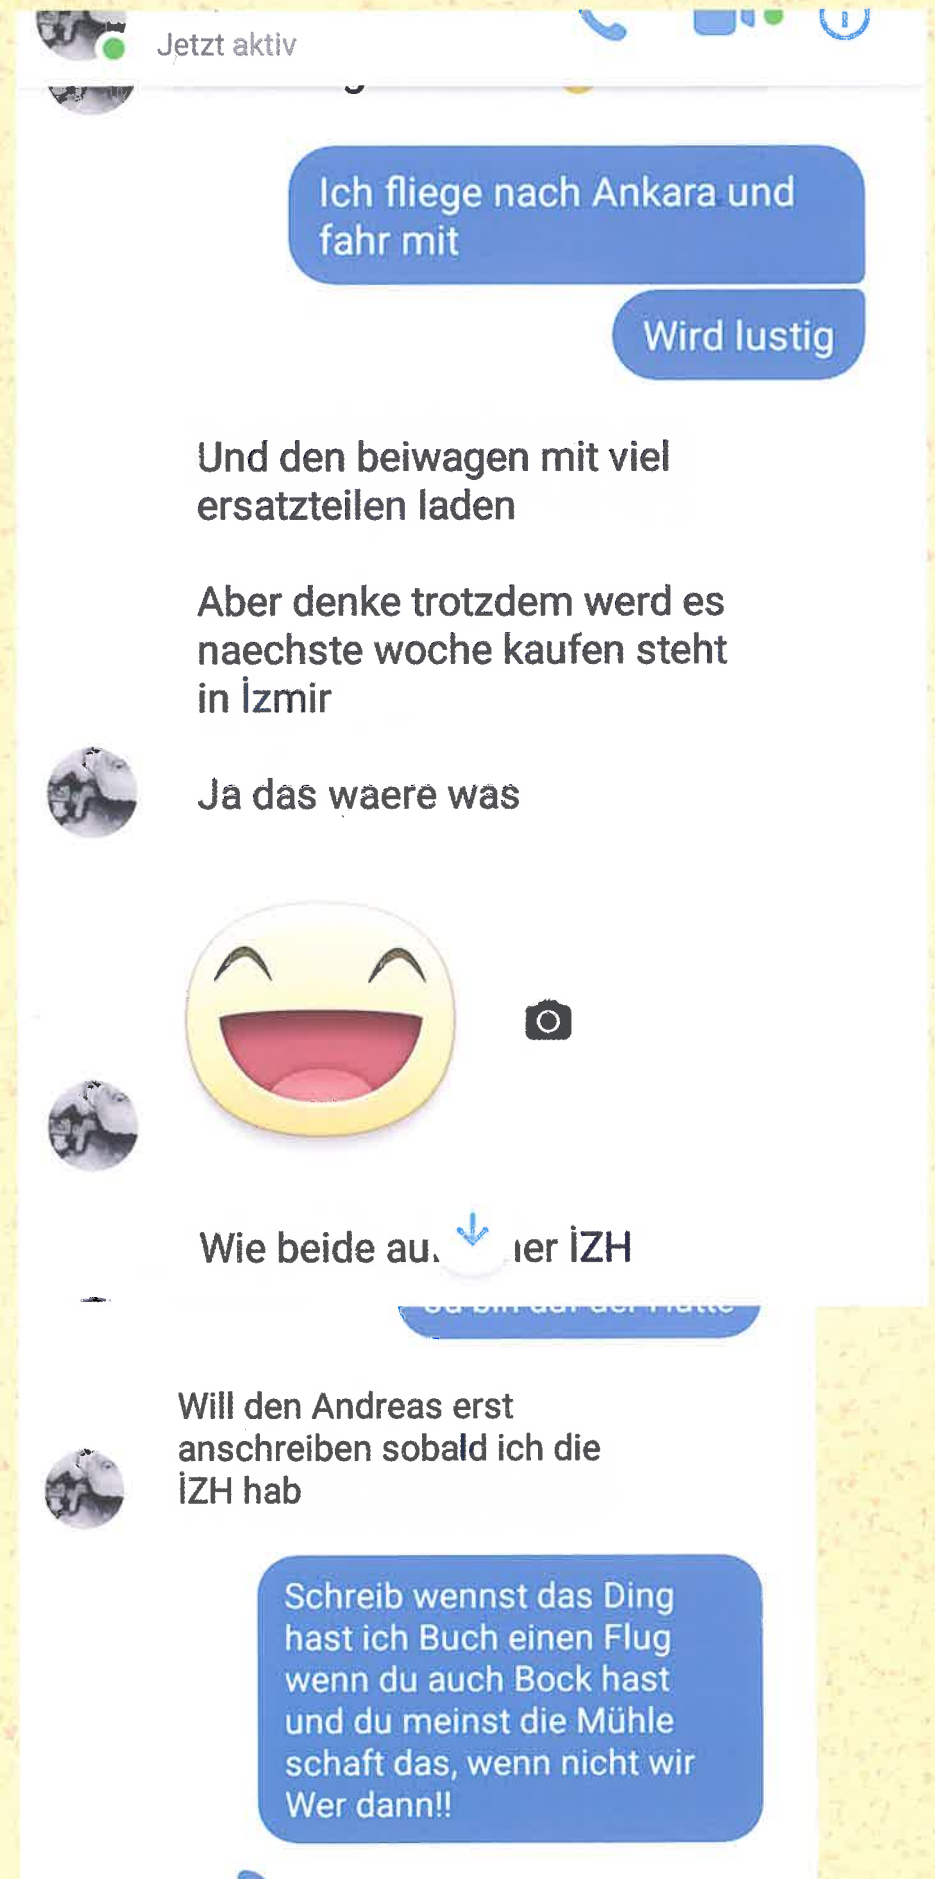 Jetzt aktiv
Ich fliege nach Ankara und
fahr mit
Wird lustig
Und den beiwagen mit viel
ersatzteilen laden
Aber denke trotzdem werd es
naechste woche kaufen steht
in İzmir
Ja das waere was
Wie beide İZH
Will den Andreas erst
anschreiben sobald ich die
İZH hab
Schreib wennst das Ding
hast ich Buch einen Flug
wenn du auch Bock hast
und du meinst die Mühle
schaft das, wenn nicht wir
Wer dann!!